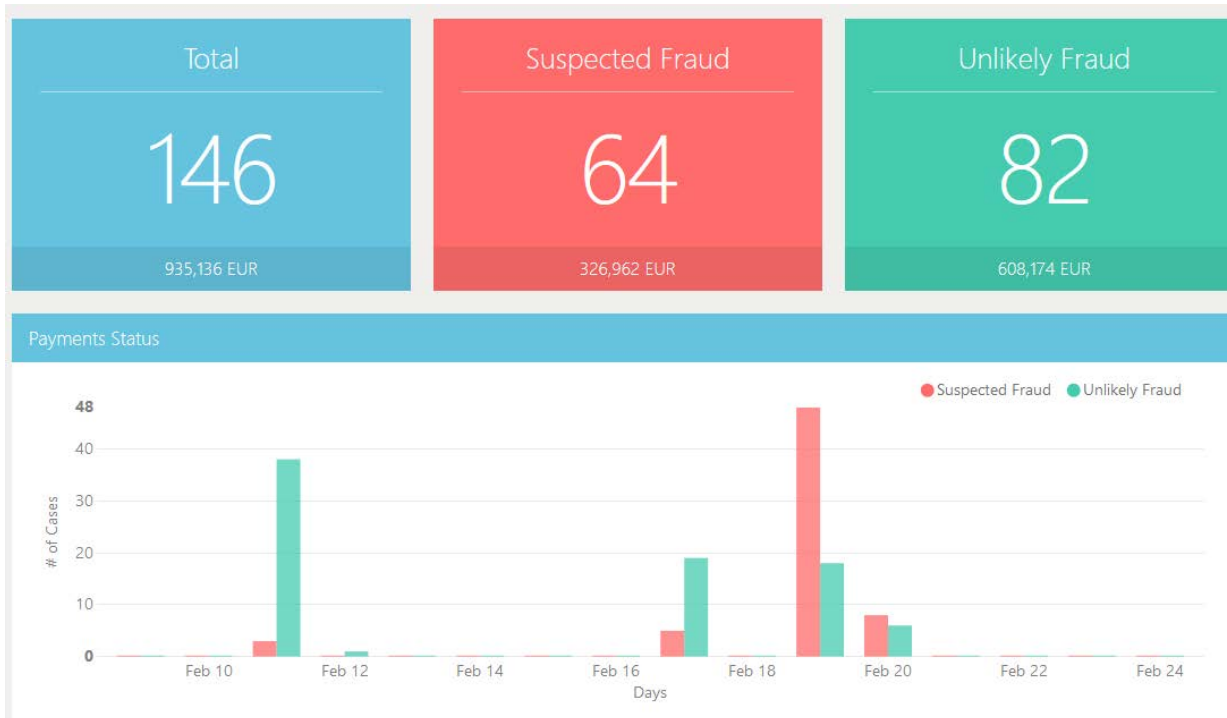 Total
146
935,136 EUR
Suspected Fraud
64
326,962 EUR
Unlikely Fraud
82
608,174 EUR
Payments Status
Suspected Fraud Unlikely Fraud
48
40
30
20
10
0
# of Cases
Feb 10 Feb 12 Feb 14 Feb 16 Feb 18 Feb 20 Feb 22 Feb 24
Days